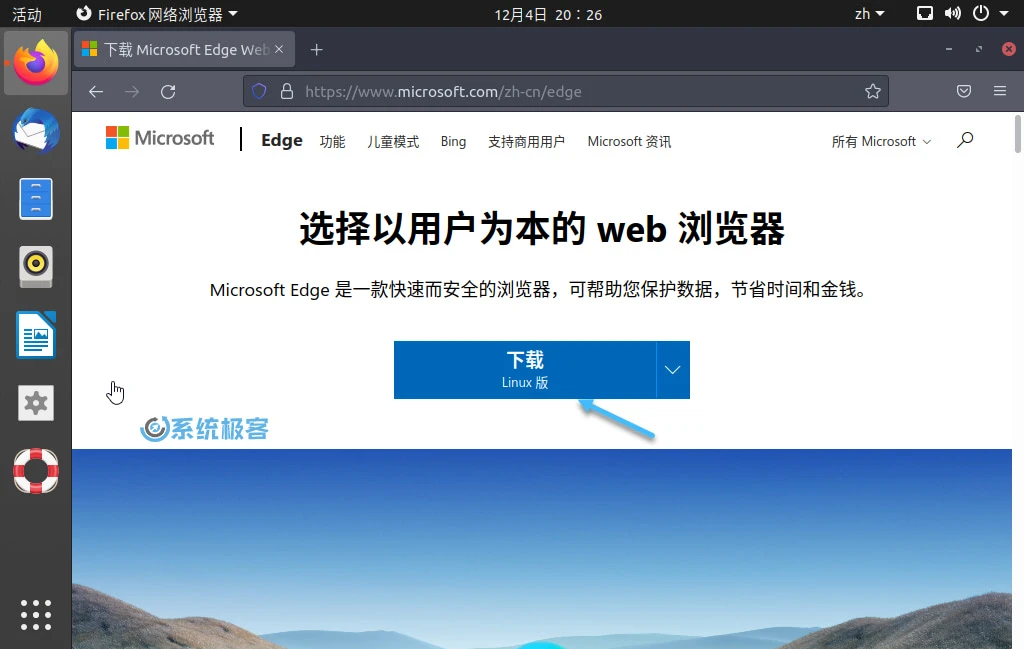 活动 Firefox 网络浏览器 12月4日 20：26 zh
下载 Microsoft Edge Web
https://www.microsoft.com/zh-cn/edge
Microsoft Edge 功能 儿童模式 Bing 支持商用用户 Microsoft 资讯 所有 Microsoft
选择以用户为本的 web 浏览器
Microsoft Edge 是一款快速而安全的浏览器，可帮助您保护数据，节省时间和金钱。
下载
Linux 版
系统极客